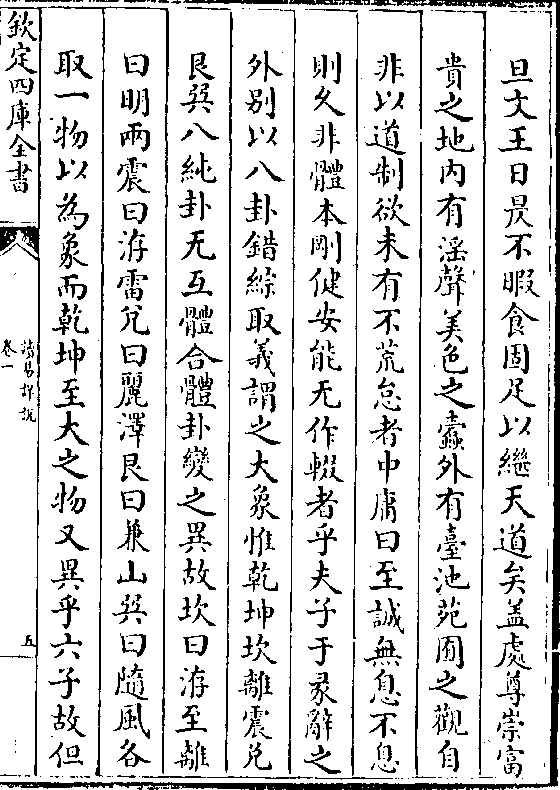 旦文王日昃不暇食固足以繼天道矣盖處尊崇富
貴之地内有淫聲美色之蠹外有臺池苑囿之觀自
非以道制欲未有不荒怠者中庸曰至誠無息不息
則久非體本剛健安能无作輟者乎夫子于彖辭之
外别以八卦錯綜取義謂之大象惟乾坤坎離震兑
艮巽八純卦无互體合體卦變之異故坎曰洊至離
曰明兩震曰洊雷兑曰麗澤艮曰兼山巽曰隨風各
取一物以為象而乾坤至大之物又異乎六子故但
欽定四庫全書
讀易詳說
卷一
五